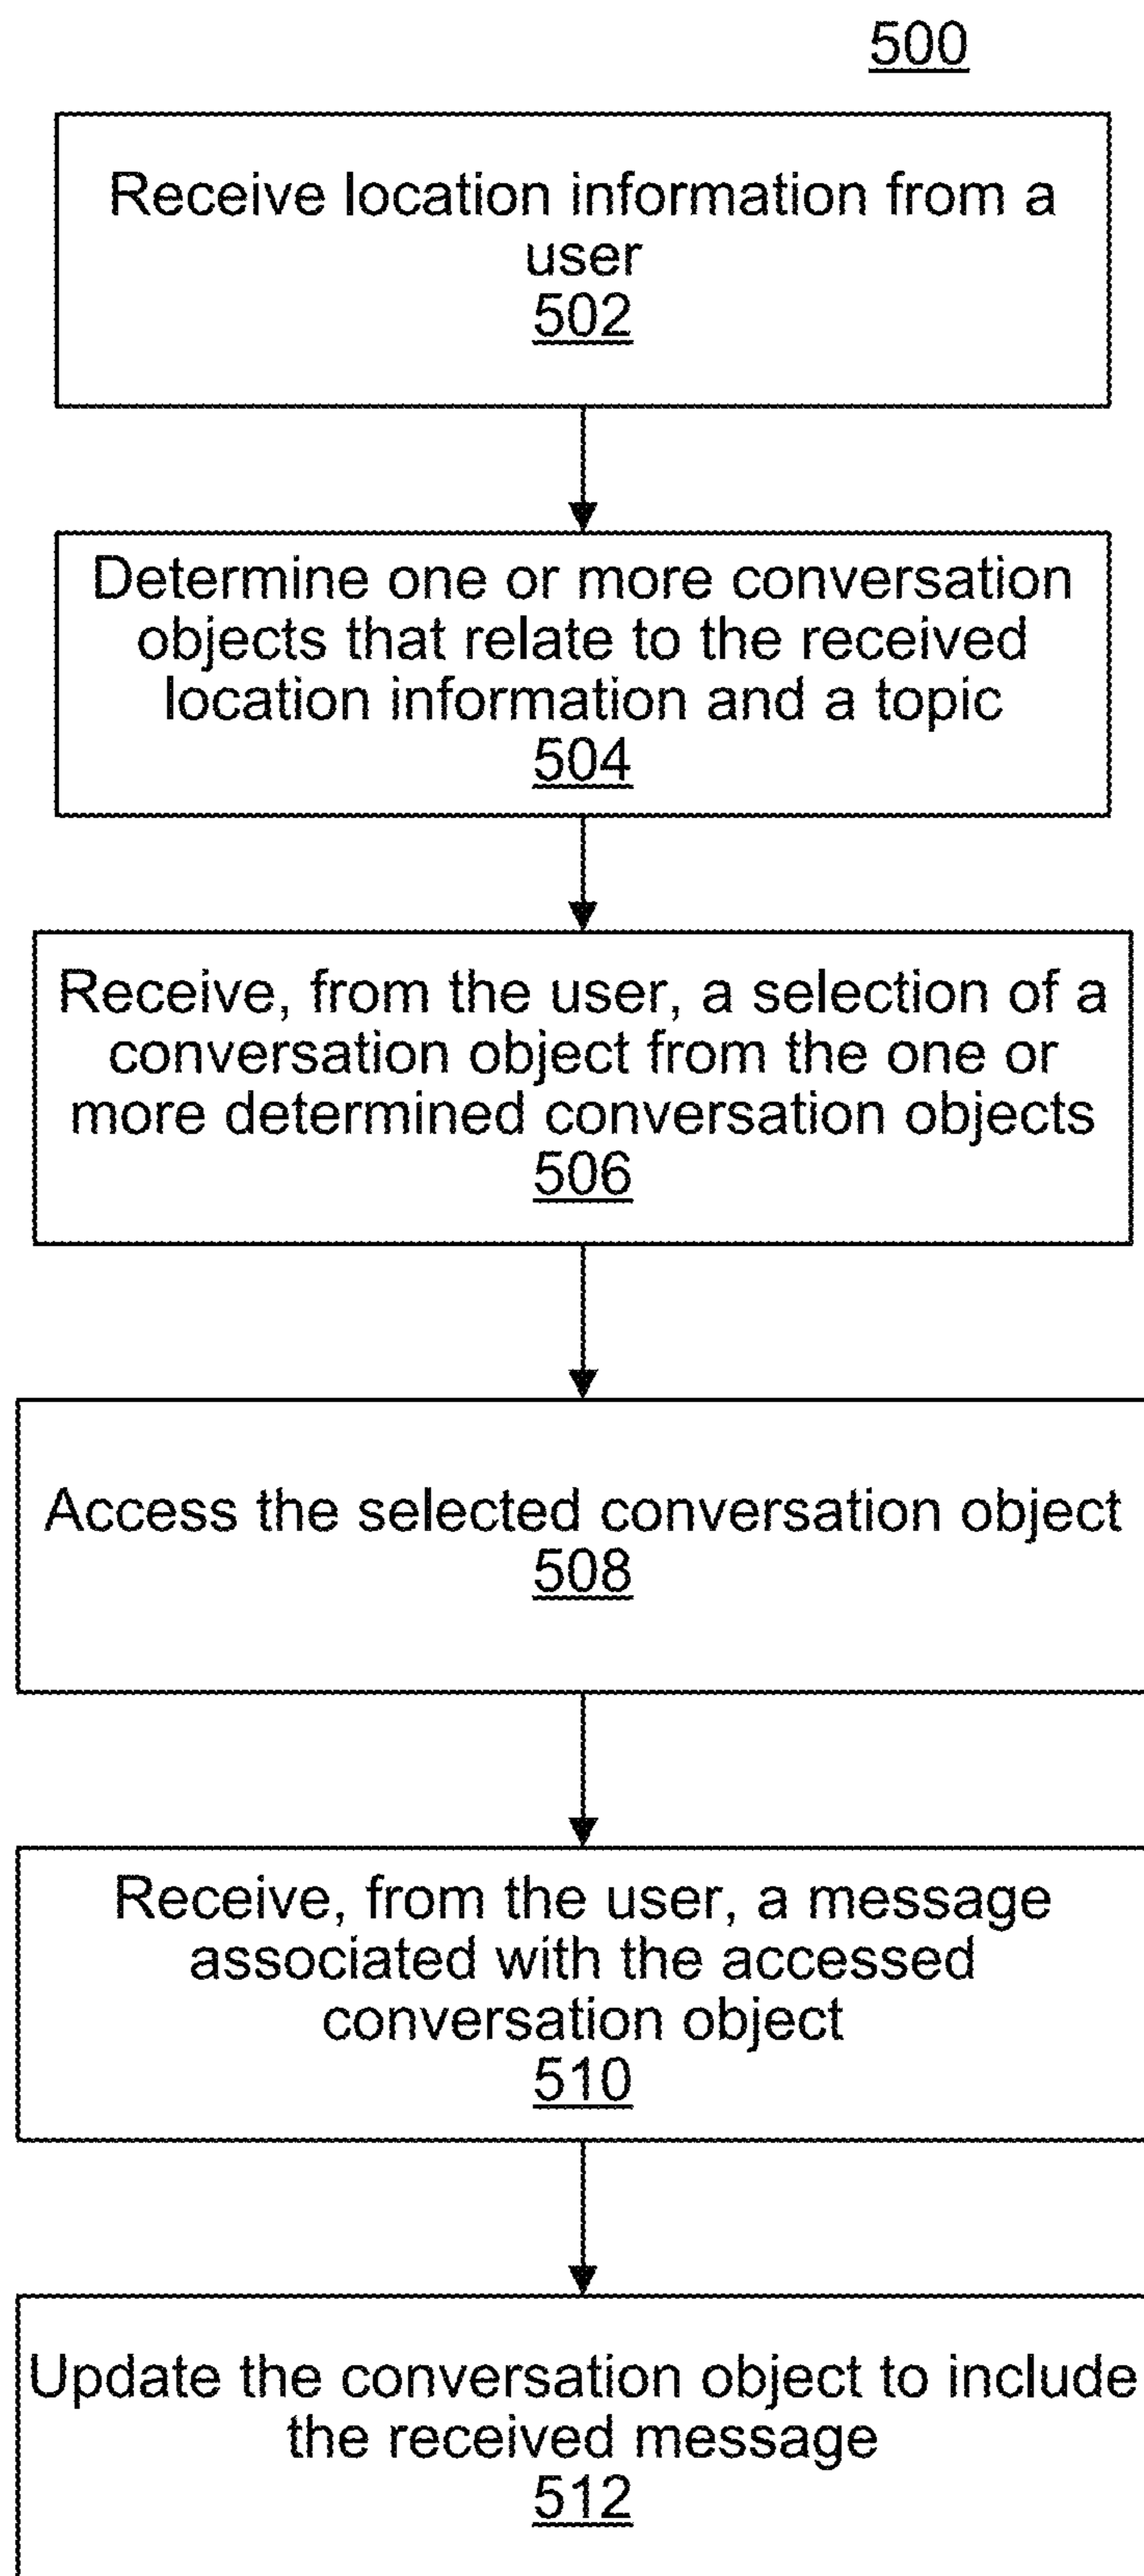 500
Receive location information from a
user
502
Determine one or more conversation
objects that relate to the received
location information and a topic
504
Receive, from the user, a selection of a
conversation object from the one or
more determined conversation objects
506
Access the selected conversation object
508
Receive, from the user, a message
associated with the accessed
conversation object
510
Update the conversation object to include
the received message
512